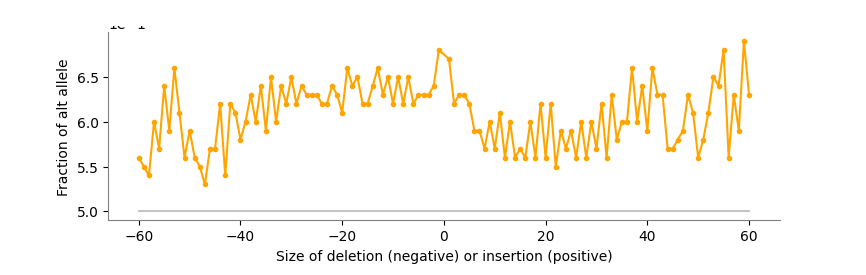 6.5
6.0
5.5
5.0
Fraction of alt allele
−60 −40 −20 0 20 40 60
Size of deletion (negative) or insertion (positive)